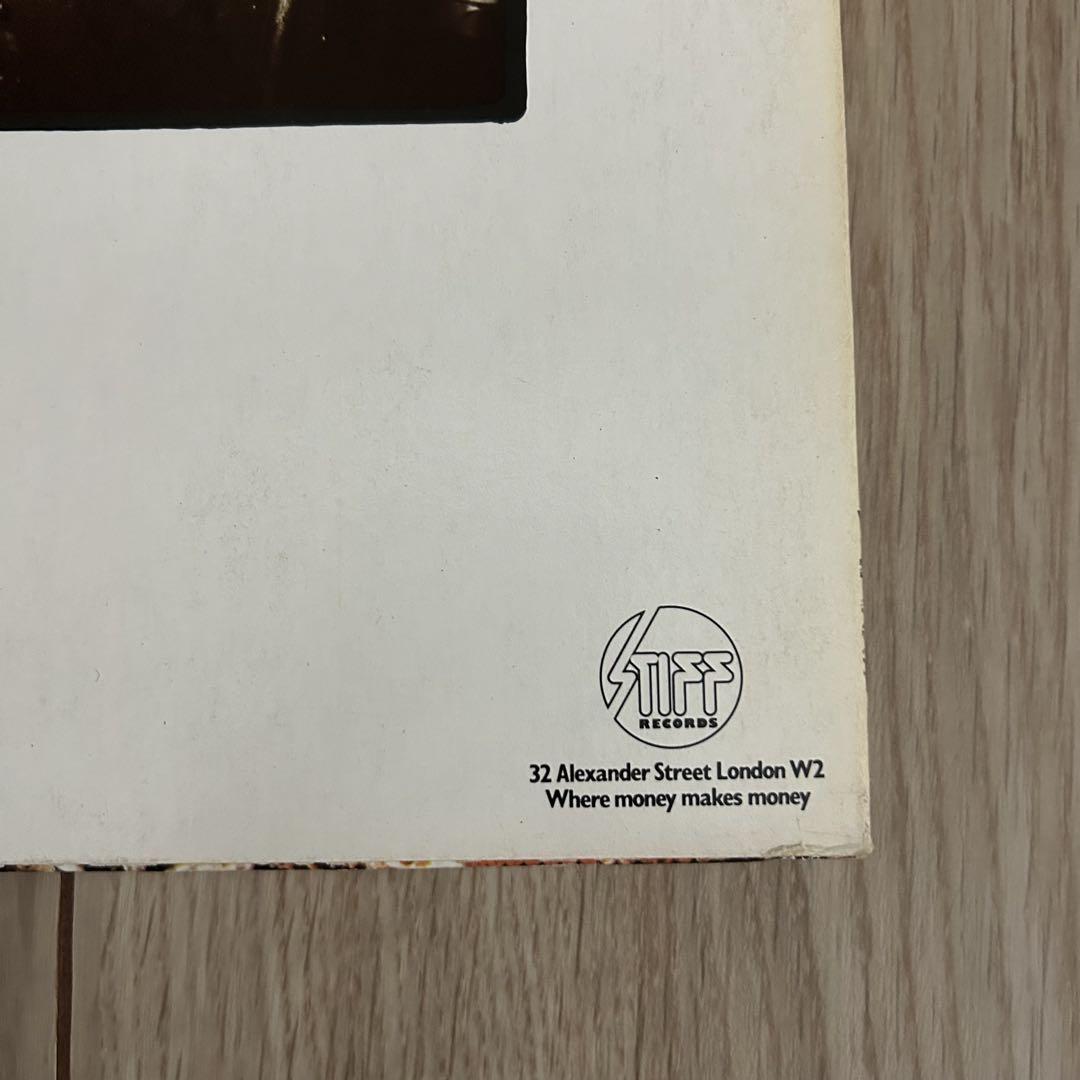 STIFF
RECORDS
32 Alexander Street London W2
Where money makes money